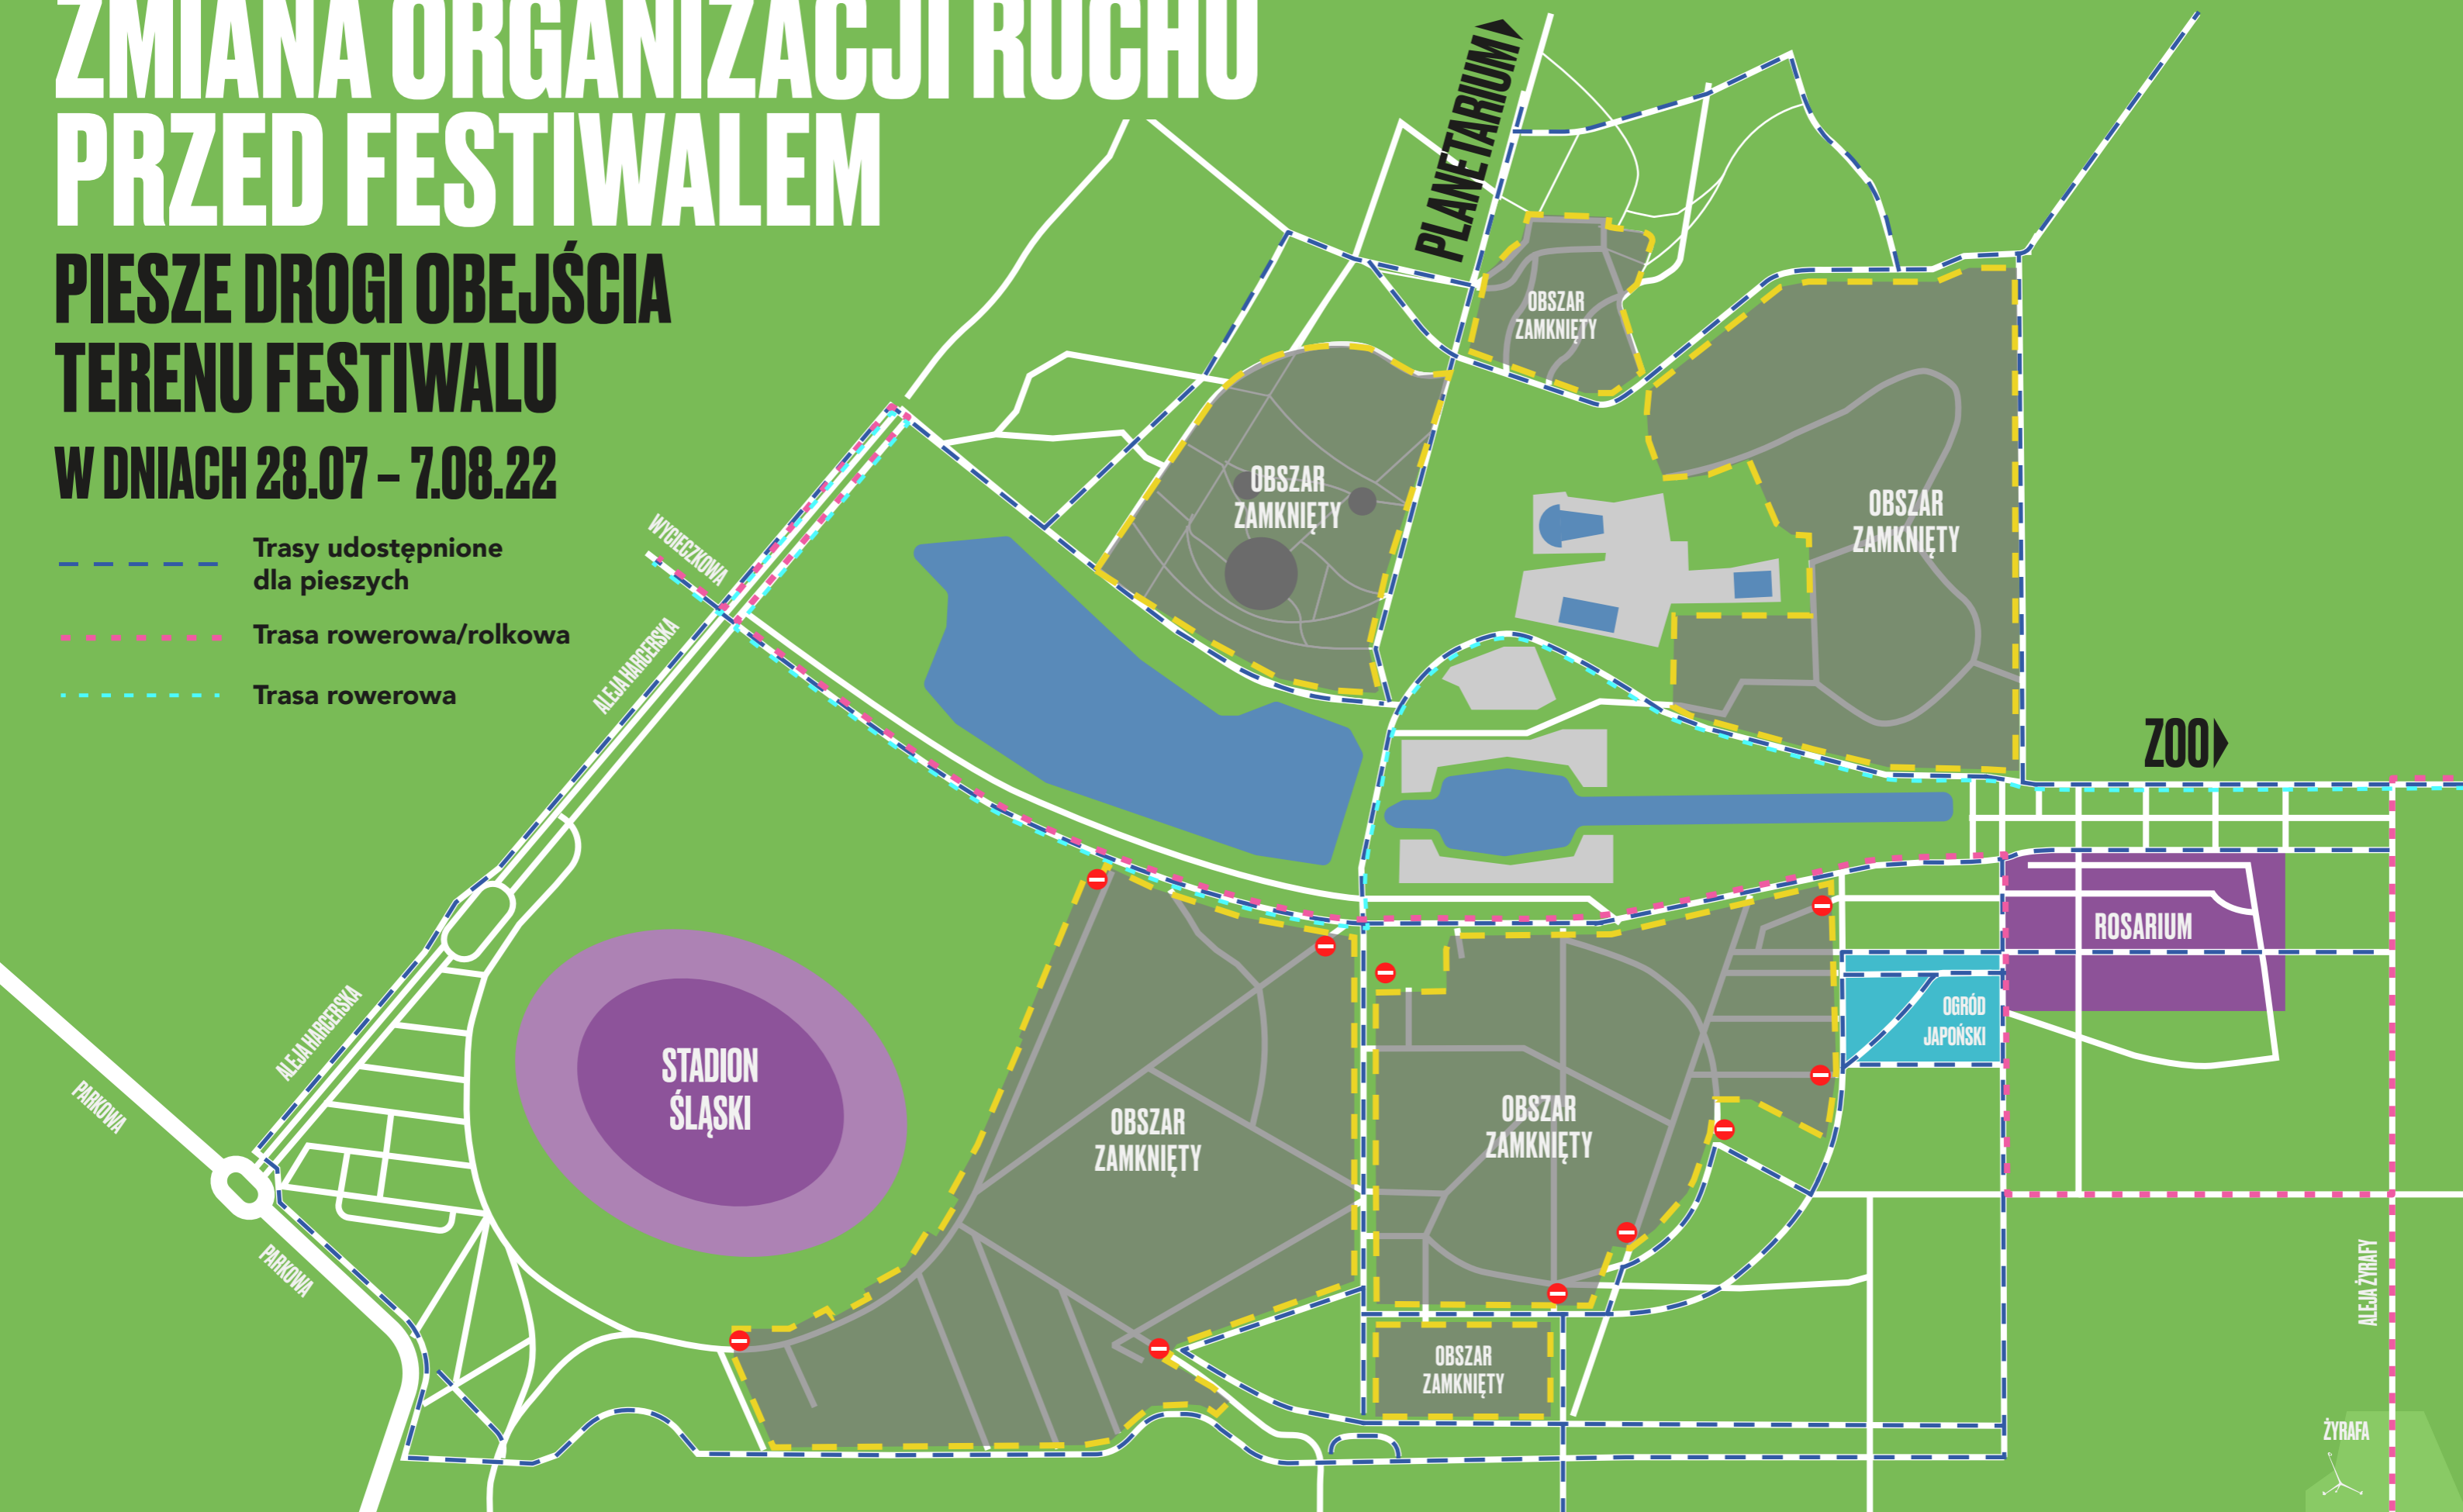 ZMIANA ORGANIZACJI RUCHU
PRZED FESTIWALEM
PIESZE DROGI OBEJŚCIA
TERENU FESTIWALU
W DNIACH 28.07 – 7.08.22
Trasy udostępnione
dla pieszych
Trasa rowerowa/rolkowa
Trasa rowerowa
PLANETARIUM
OBSZAR
ZAMKNIĘTY
OBSZAR
ZAMKNIĘTY
OBSZAR
ZAMKNIĘTY
WYCIECZKOWA
ALEJA HARCERSKA
ZOO
ROSARIUM
OGRÓD
JAPOŃSKI
ALEJA HARCERSKA
PARKOWA
STADION
ŚLĄSKI
OBSZAR
ZAMKNIĘTY
OBSZAR
ZAMKNIĘTY
PARKOWA
ALEJA ŻYRAFY
OBSZAR
ZAMKNIĘTY
ŻYRAFA